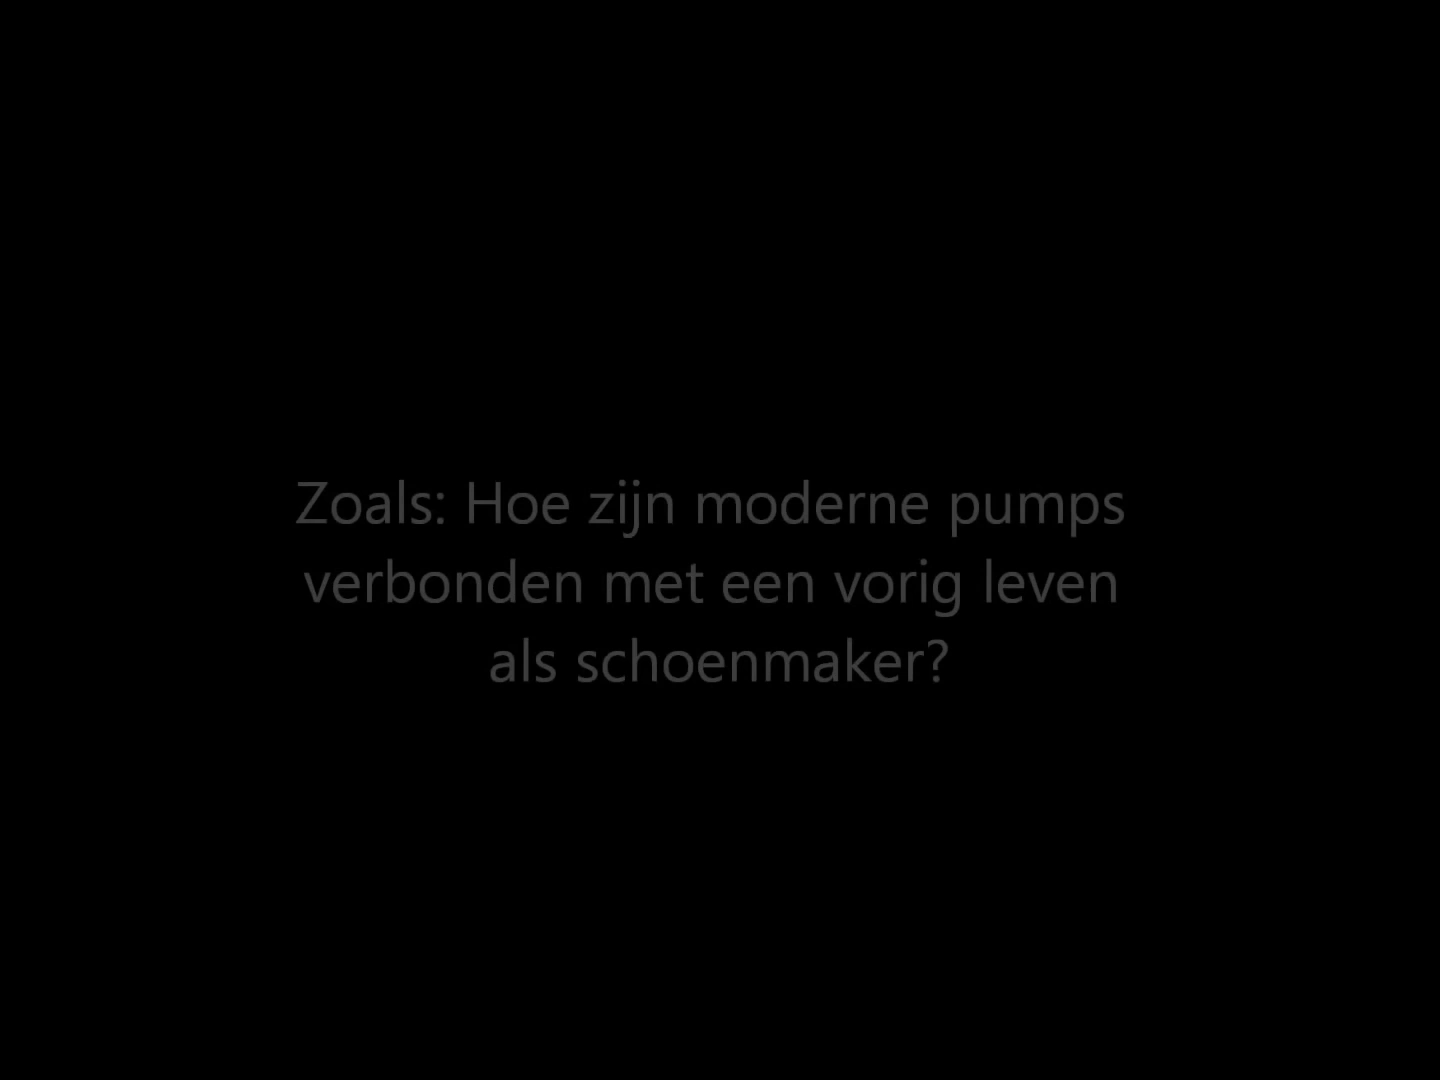 Zoals: Hoe zijn moderne pumps
verbonden met een vorig leven
als schoenmaker?